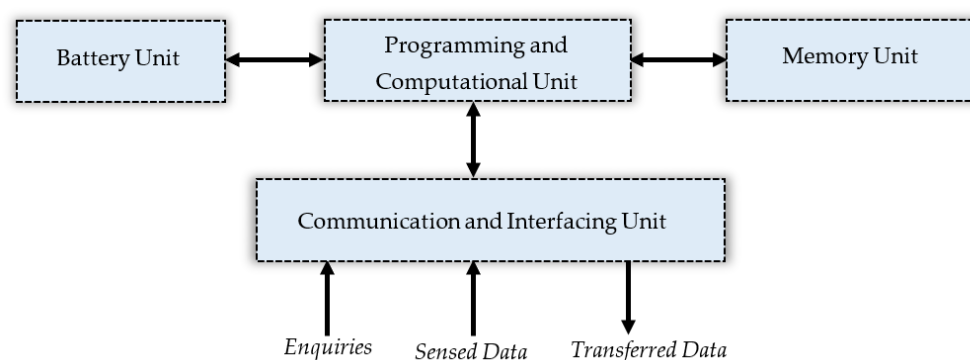 Battery Unit
Programming and
Computational Unit
Memory Unit
Communication and Interfacing Unit
Enquiries
Sensed Data
Transferred Data